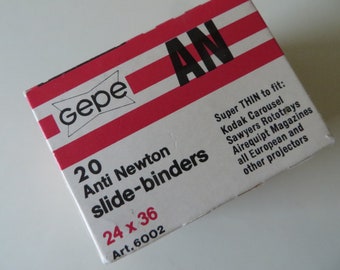 Gepe
AN
20
Anti Newton
slide-binders
24 x 36
Art.6002
Super THIN to fit:
Kodak Carousel
Sawyers Rototrays
Airequipt Magazines
all European and
other projectors